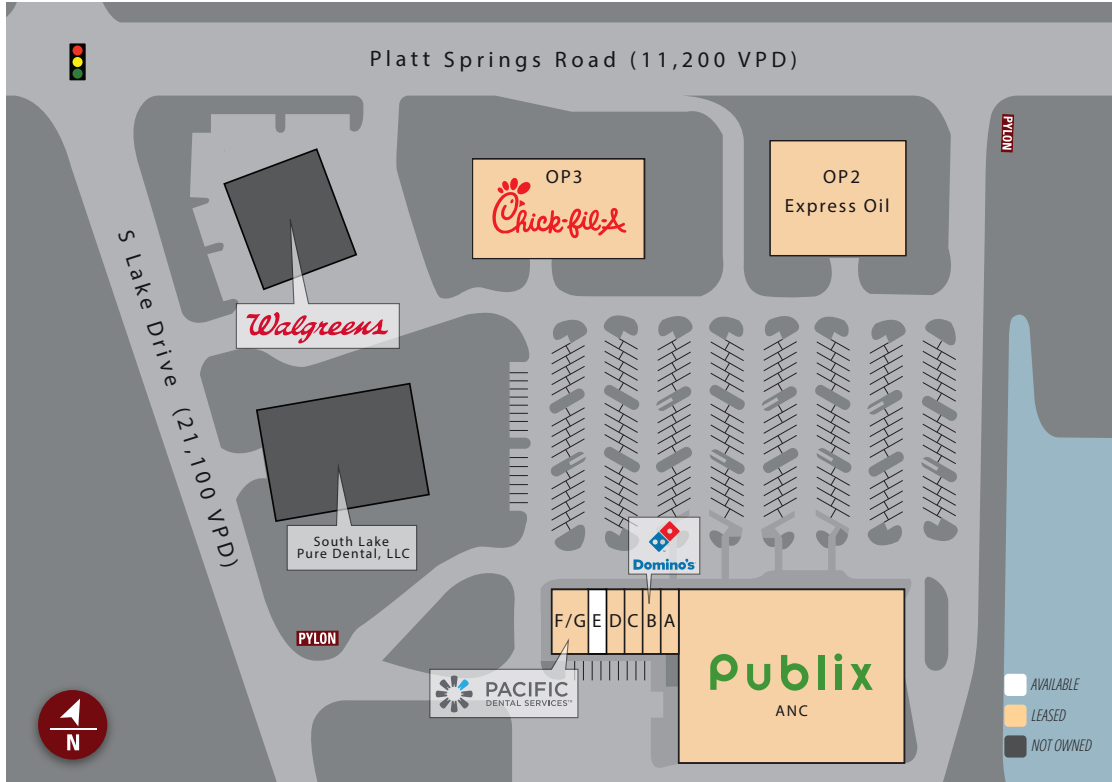 Platt Springs Road (11,200 VPD)
PYLON
OP3
Chick-fil-A
OP2
Express Oil
S Lake Drive (21,100 VPD)
Walgreens
South Lake
Pure Dental, LLC
Domino's
F/G E D C B A
PYLON
Publix
ANC
PACIFIC
DENTAL SERVICES™
AVAILABLE
LEASED
NOT OWNED
N